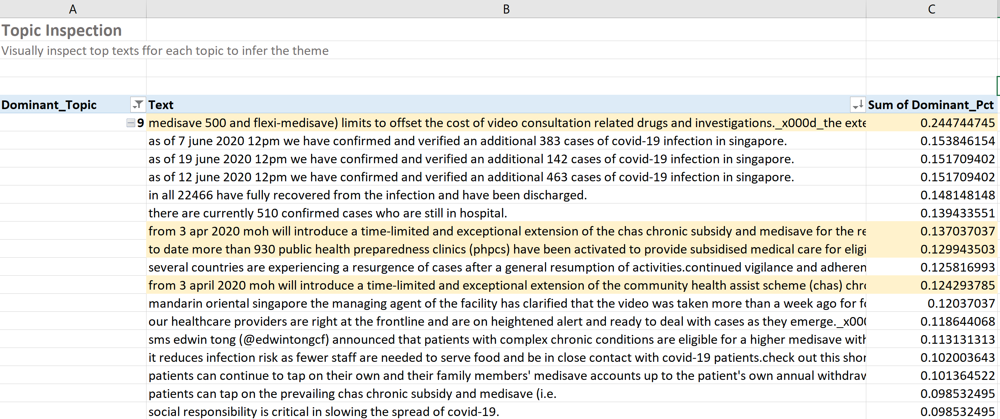 A B C
Topic Inspection
Visually inspect top texts ffor each topic to infer the theme
Dominant_Topic Text Sum of Dominant_Pct
9 medisave 500 and flexi-medisave) limits to offset the cost of video consultation related drugs and investigations._x000d_the exte 0.244744745
as of 7 june 2020 12pm we have confirmed and verified an additional 383 cases of covid-19 infection in singapore. 0.153846154
as of 19 june 2020 12pm we have confirmed and verified an additional 142 cases of covid-19 infection in singapore. 0.151709402
as of 12 june 2020 12pm we have confirmed and verified an additional 463 cases of covid-19 infection in singapore. 0.151709402
in all 22466 have fully recovered from the infection and have been discharged. 0.148148148
there are currently 510 confirmed cases who are still in hospital. 0.139433551
from 3 apr 2020 moh will introduce a time-limited and exceptional extension of the chas chronic subsidy and medisave for the re 0.137037037
to date more than 930 public health preparedness clinics (phpcs) have been activated to provide subsidised medical care for eligi 0.129943503
several countries are experiencing a resurgence of cases after a general resumption of activities.continued vigilance and adheren 0.125816993
from 3 april 2020 moh will introduce a time-limited and exceptional extension of the community health assist scheme (chas) chro 0.124293785
mandarin oriental singapore the managing agent of the facility has clarified that the video was taken more than a week ago for fo 0.12037037
our healthcare providers are right at the frontline and are on heightened alert and ready to deal with cases as they emerge._x000 0.118644068
sms edwin tong (@edwintongcf) announced that patients with complex chronic conditions are eligible for a higher medisave with 0.113131313
it reduces infection risk as fewer staff are needed to serve food and be in close contact with covid-19 patients.check out this shor 0.102003643
patients can continue to tap on their own and their family members' medisave accounts up to the patient's own annual withdraw 0.101364522
patients can tap on the prevailing chas chronic subsidy and medisave (i.e. 0.098532495
social responsibility is critical in slowing the spread of covid-19. 0.098532495